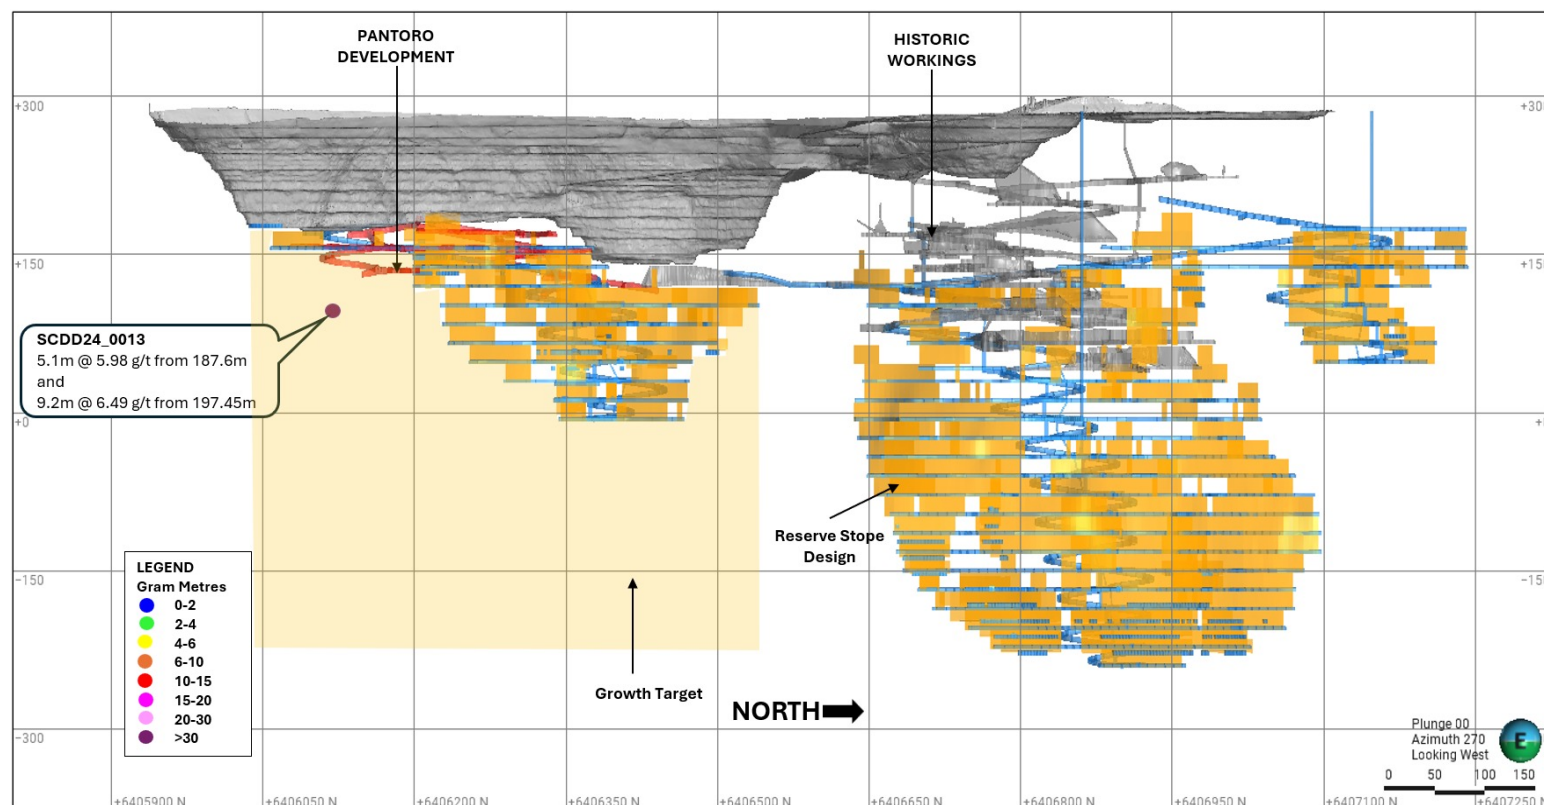 PANTORO
DEVELOPMENT
HISTORIC
WORKINGS
+300
+150
SCDD24_0013
5.1m @ 5.98 g/t from 187.6m
and
9.2m @ 6.49 g/t from 197.45m
+0
Reserve Stope
Design
LEGEND
Gram Metres
0-2
2-4
4-6
6-10
10-15
15-20
20-30
>30
-150
Growth Target
NORTH
-300
Plunge 00
Azimuth 270
Looking West
E
0 50 100 150
+6405900 N +6406050 N +6406200 N +6406350 N +6406500 N +6406650 N +6406800 N +6406950 N +6407100 N +6407250 N